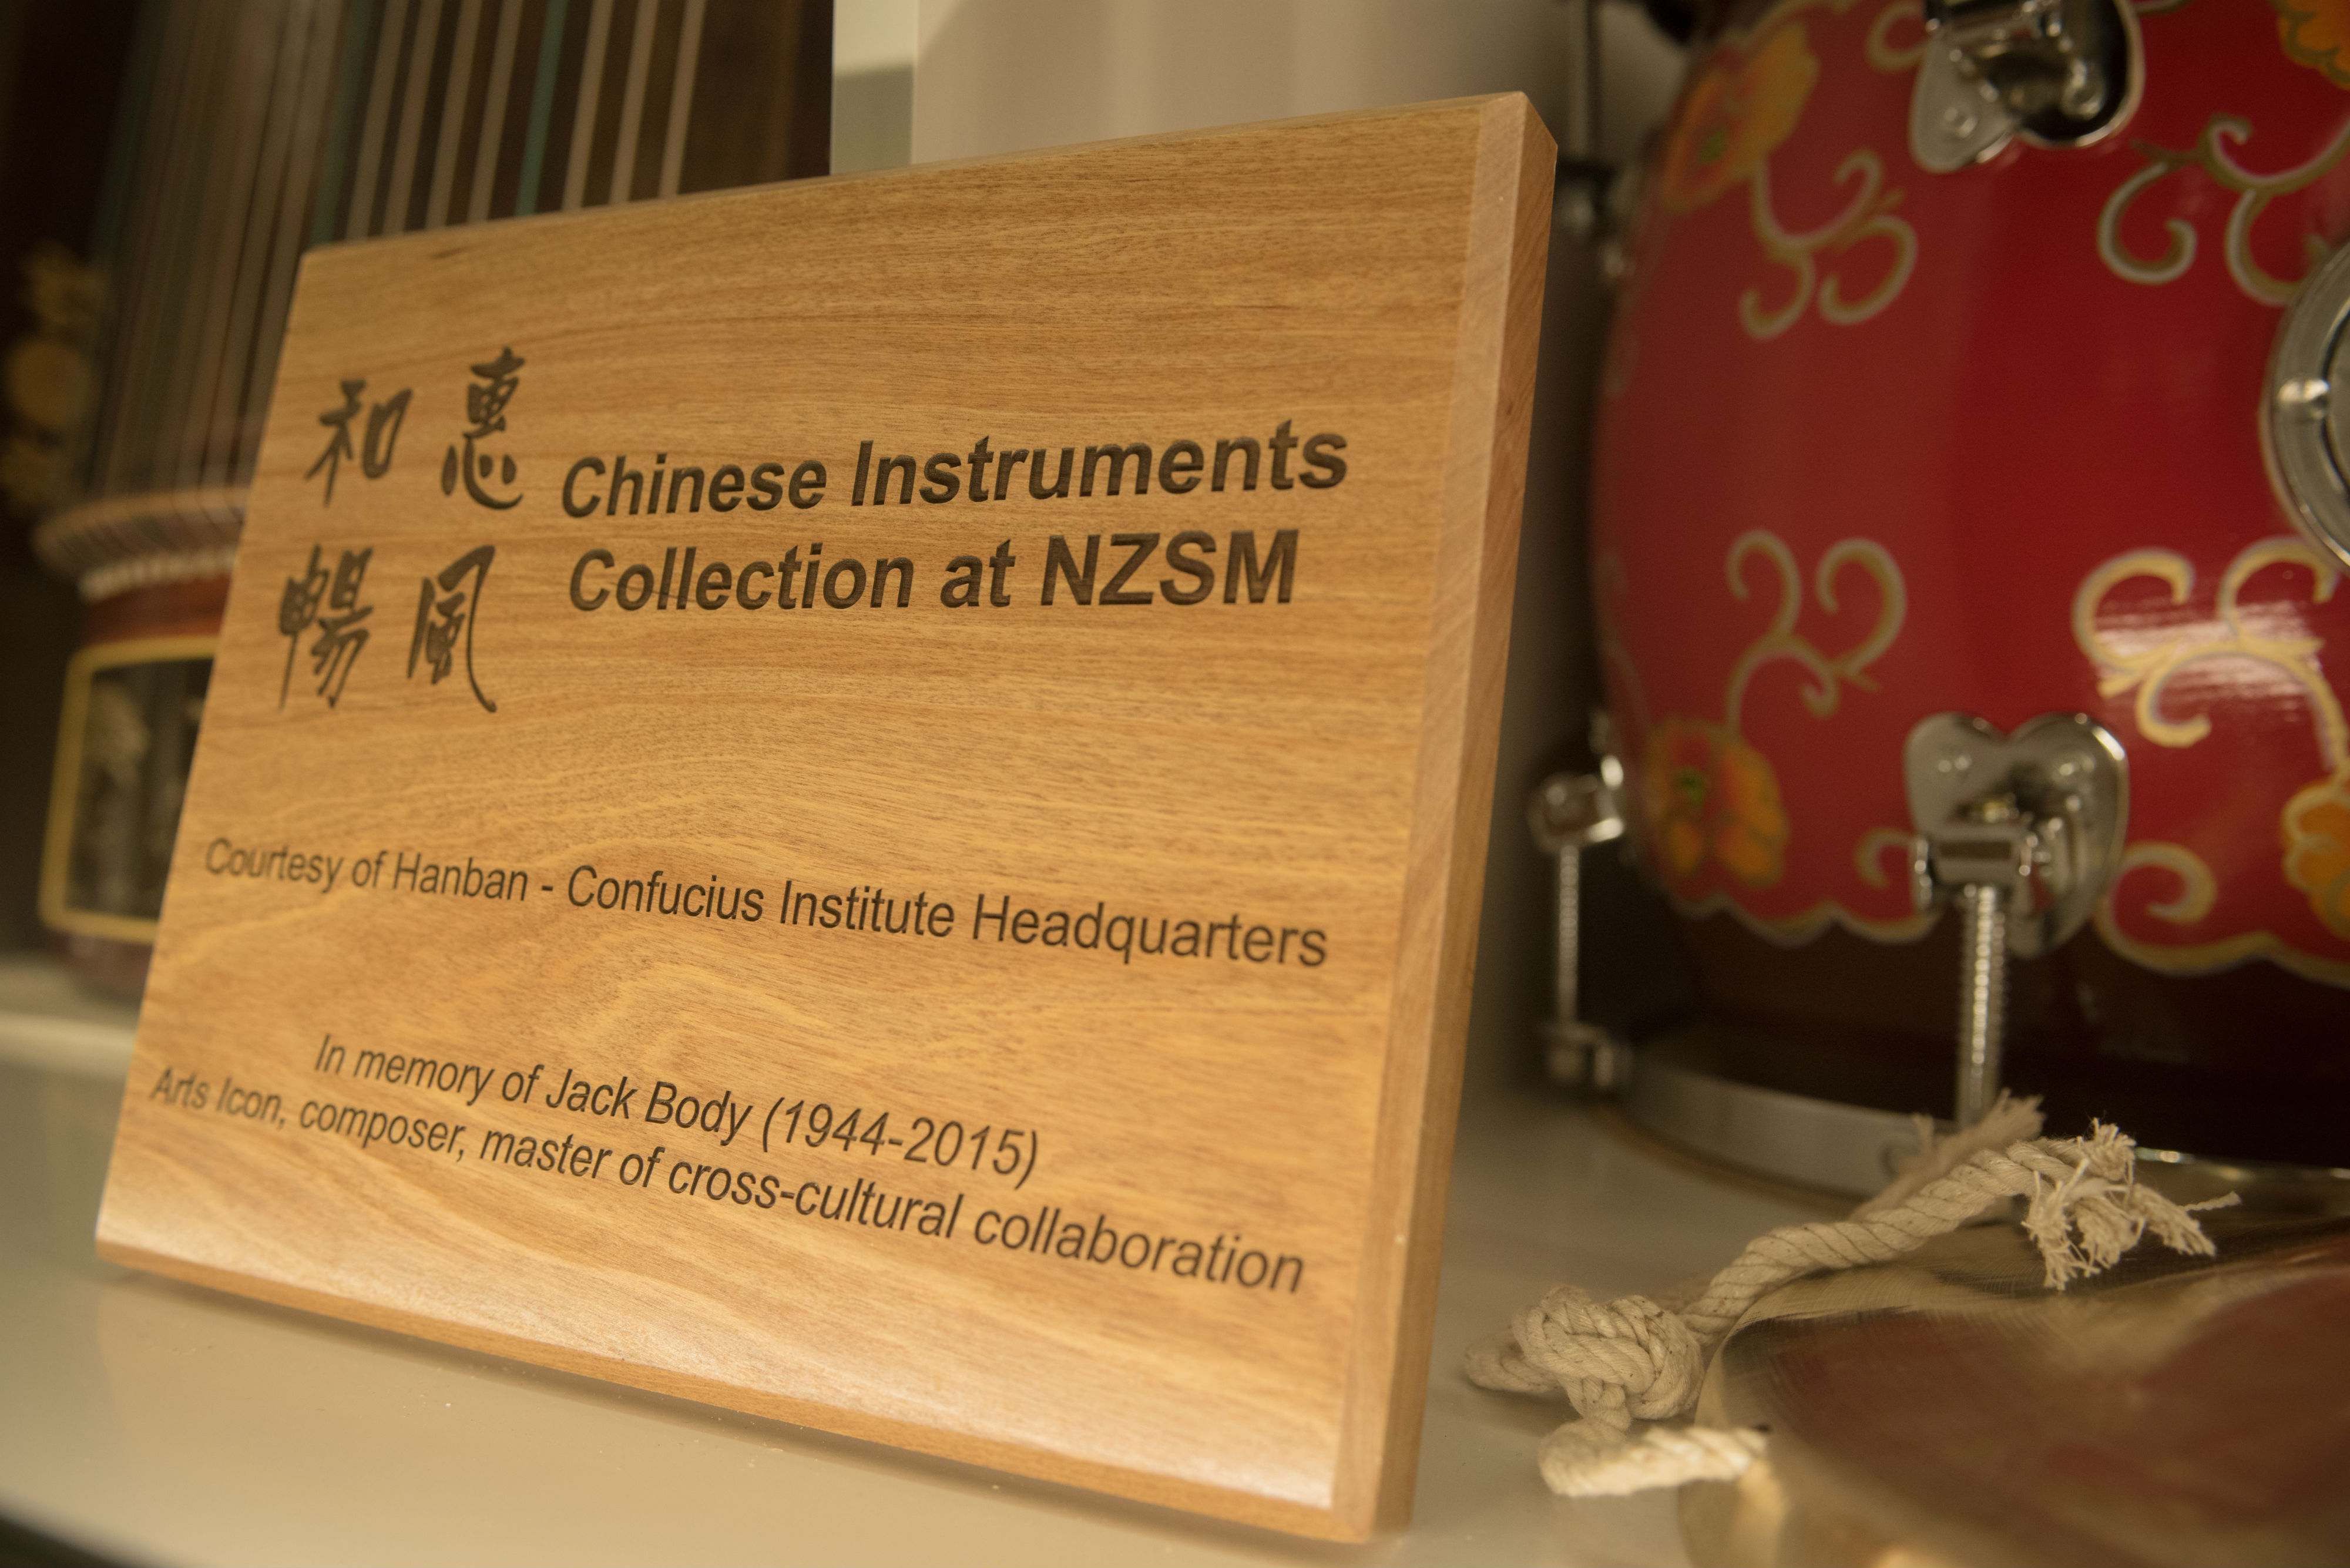 惠風
和暢
Chinese Instruments
Collection at NZSM
Courtesy of Hanban - Confucius Institute Headquarters
In memory of Jack Body (1944-2015)
Arts Icon, composer, master of cross-cultural collaboration